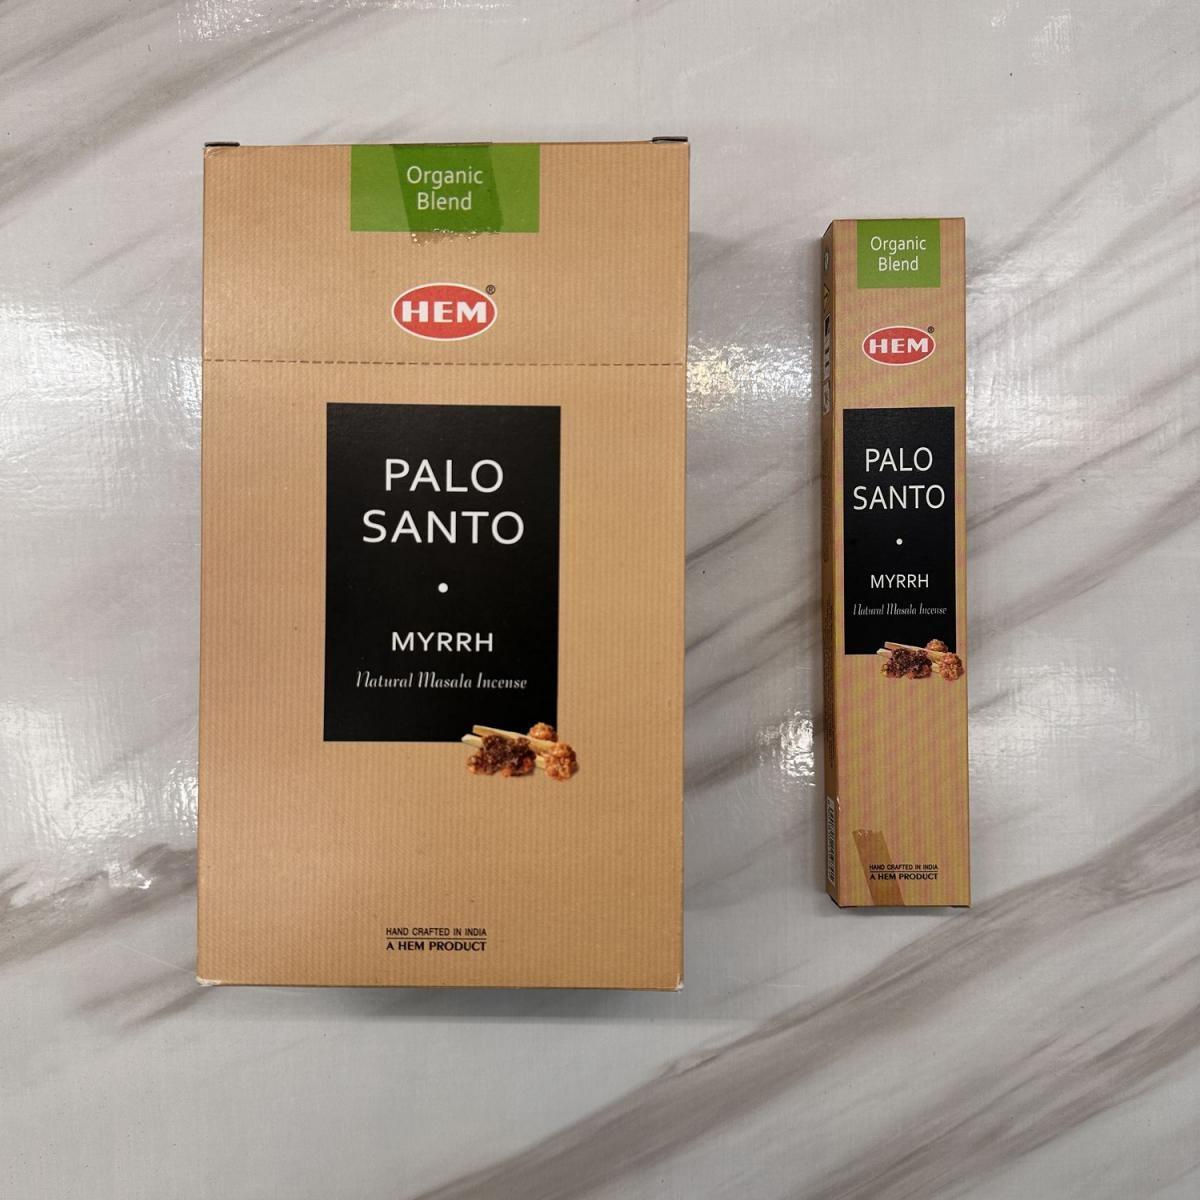 Organic
Blend
HEM®
PALO
SANTO
•
MYRRH
Natural Masala Incense
HAND CRAFTED IN INDIA
A HEM PRODUCT
Organic
Blend
HEM®
PALO
SANTO
•
MYRRH
Natural Masala Incense
HAND CRAFTED IN INDIA
A HEM PRODUCT